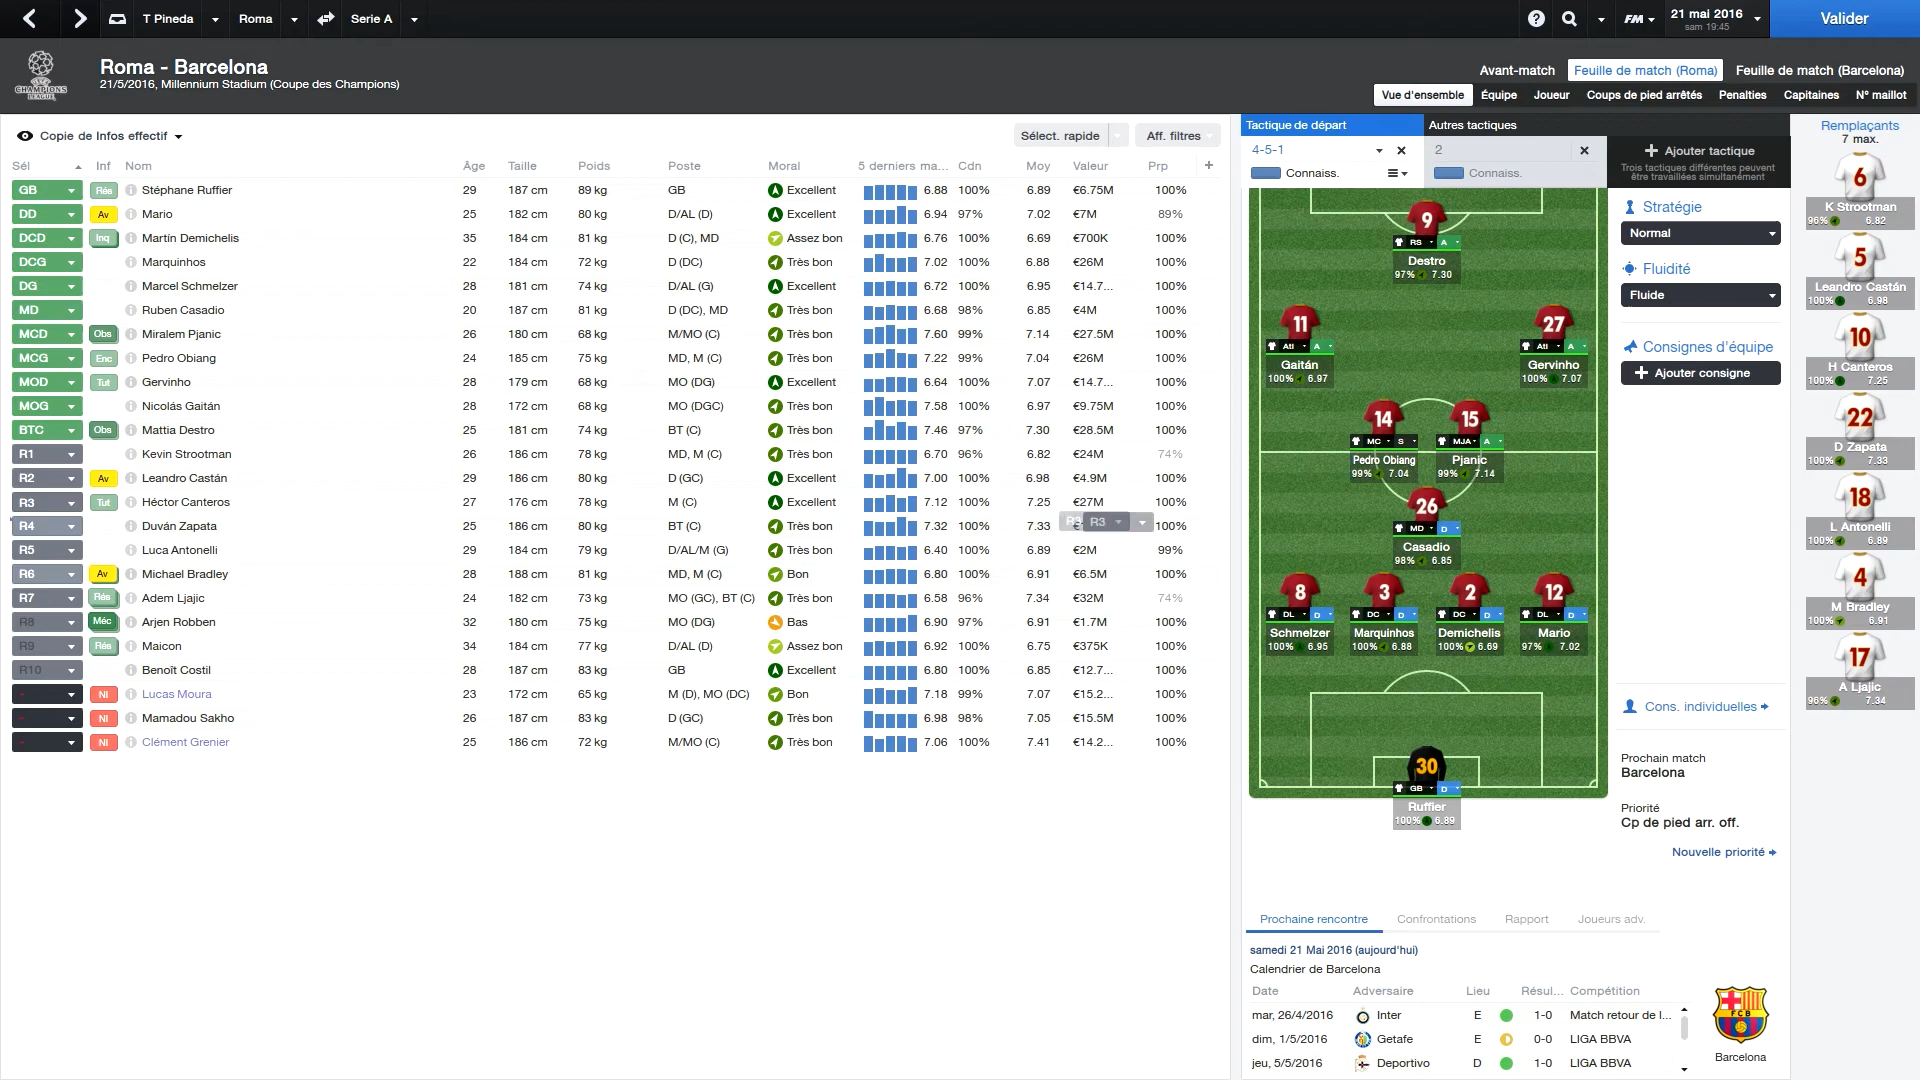 T Pineda Roma Serie A FM 21 mai 2016 sam 19:45 Valider
Roma - Barcelona
21/5/2016, Millennium Stadium (Coupe des Champions)
CHAMPIONS LEAGUE
Avant-match Feuille de match (Roma) Feuille de match (Barcelona)
Vue d'ensemble Équipe Joueur Coups de pied arrêtés Penalties Capitaines N° maillot
Copie de Infos effectif Sélect. rapide Aff. filtres
Sél Inf Nom Âge Taille Poids Poste Moral 5 derniers ma... Cdn Moy Valeur Prp +
GB Rés Stéphane Ruffier 29 187 cm 89 kg GB Excellent 6.88 100% 6.89 €6.75M 100%
DD Av Mario 25 182 cm 80 kg D/AL (D) Excellent 6.94 97% 7.02 €7M 89%
DCD Inq Martín Demichelis 35 184 cm 81 kg D (C), MD Assez bon 6.76 100% 6.69 €700K 100%
DCG Marquinhos 22 184 cm 72 kg D (DC) Très bon 7.02 100% 6.88 €26M 100%
DG Marcel Schmelzer 28 181 cm 74 kg D/AL (G) Excellent 6.72 100% 6.95 €14.7... 100%
MD Ruben Casadio 20 187 cm 81 kg D (DC), MD Très bon 6.68 98% 6.85 €4M 100%
MCD Obs Miralem Pjanic 26 180 cm 68 kg M/MO (C) Très bon 7.60 99% 7.14 €27.5M 100%
MCG Enc Pedro Obiang 24 185 cm 75 kg MD, M (C) Très bon 7.22 99% 7.04 €26M 100%
MOD Tut Gervinho 28 179 cm 68 kg MO (DG) Excellent 6.64 100% 7.07 €14.7... 100%
MOG Nicolás Gaitán 28 172 cm 68 kg MO (DGC) Très bon 7.58 100% 6.97 €9.75M 100%
BTC Obs Mattia Destro 25 181 cm 74 kg BT (C) Très bon 7.46 97% 7.30 €28.5M 100%
R1 Kevin Strootman 26 186 cm 78 kg MD, M (C) Très bon 6.70 96% 6.82 €24M 74%
R2 Av Leandro Castán 29 186 cm 80 kg D (GC) Excellent 7.00 100% 6.98 €4.9M 100%
R3 Tut Héctor Canteros 27 176 cm 78 kg M (C) Excellent 7.12 100% 7.25 €27M 100%
R4 Duván Zapata 25 186 cm 80 kg BT (C) Très bon 7.32 100% 7.33 R3 100%
R5 Luca Antonelli 29 184 cm 79 kg D/AL/M (G) Très bon 6.40 100% 6.89 €2M 99%
R6 Av Michael Bradley 28 188 cm 81 kg MD, M (C) Bon 6.80 100% 6.91 €6.5M 100%
R7 Rés Adem Ljajic 24 182 cm 73 kg MO (GC), BT (C) Très bon 6.58 96% 7.34 €32M 74%
R8 Méc Arjen Robben 32 180 cm 75 kg MO (DG) Bas 6.90 97% 6.91 €1.7M 100%
R9 Rés Maicon 34 184 cm 77 kg D/AL (D) Assez bon 6.92 100% 6.75 €375K 100%
R10 Benoît Costil 28 187 cm 83 kg GB Excellent 6.80 100% 6.85 €12.7... 100%
- NI Lucas Moura 23 172 cm 65 kg M (D), MO (DC) Bon 7.18 99% 7.07 €15.2... 100%
- NI Mamadou Sakho 26 187 cm 83 kg D (GC) Très bon 6.98 98% 7.05 €15.5M 100%
- NI Clément Grenier 25 186 cm 72 kg M/MO (C) Très bon 7.06 100% 7.41 €14.2... 100%
Tactique de départ Autres tactiques
4-5-1 2 Ajouter tactique
Connaiss. Connaiss. Trois tactiques différentes peuvent
être travaillées simultanément
9
RS A
Destro
97% 7.30
11 27
Atl A Atl A
Gaitán Gervinho
100% 6.97 100% 7.07
14 15
MC S MJA A
Pedro Obiang Pjanic
99% 7.04 99% 7.14
26
MD D
Casadio
98% 6.85
8 3 2 12
DL D DC D DC D DL D
Schmelzer Marquinhos Demichelis Mario
100% 6.95 100% 6.88 100% 6.69 97% 7.02
30
GB D
Ruffier
100% 6.89
Stratégie
Normal
Fluidité
Fluide
Consignes d'équipe
Ajouter consigne
Cons. individuelles
Prochain match
Barcelona
Priorité
Cp de pied arr. off.
Nouvelle priorité
Remplaçants
7 max.
6
K Strootman
96% 6.82
5
Leandro Castán
100% 6.98
10
H Canteros
100% 7.25
22
D Zapata
100% 7.33
18
L Antonelli
100% 6.89
4
M Bradley
100% 6.91
17
A Ljajic
96% 7.34
Prochaine rencontre Confrontations Rapport Joueurs adv.
samedi 21 Mai 2016 (aujourd'hui)
Calendrier de Barcelona
Date Adversaire Lieu Résul... Compétition
mar, 26/4/2016 Inter E 1-0 Match retour de l...
dim, 1/5/2016 Getafe E 0-0 LIGA BBVA
jeu, 5/5/2016 Deportivo D 1-0 LIGA BBVA
FCB
Barcelona